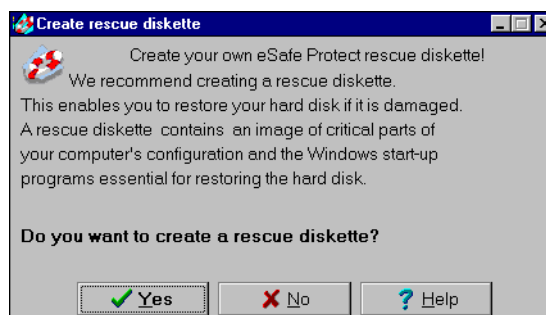 Create rescue diskette
Create your own eSafe Protect rescue diskette!
We recommend creating a rescue diskette.
This enables you to restore your hard disk if it is damaged.
A rescue diskette contains an image of critical parts of
your computer's configuration and the Windows start-up
programs essential for restoring the hard disk.
Do you want to create a rescue diskette?
Yes
No
Help